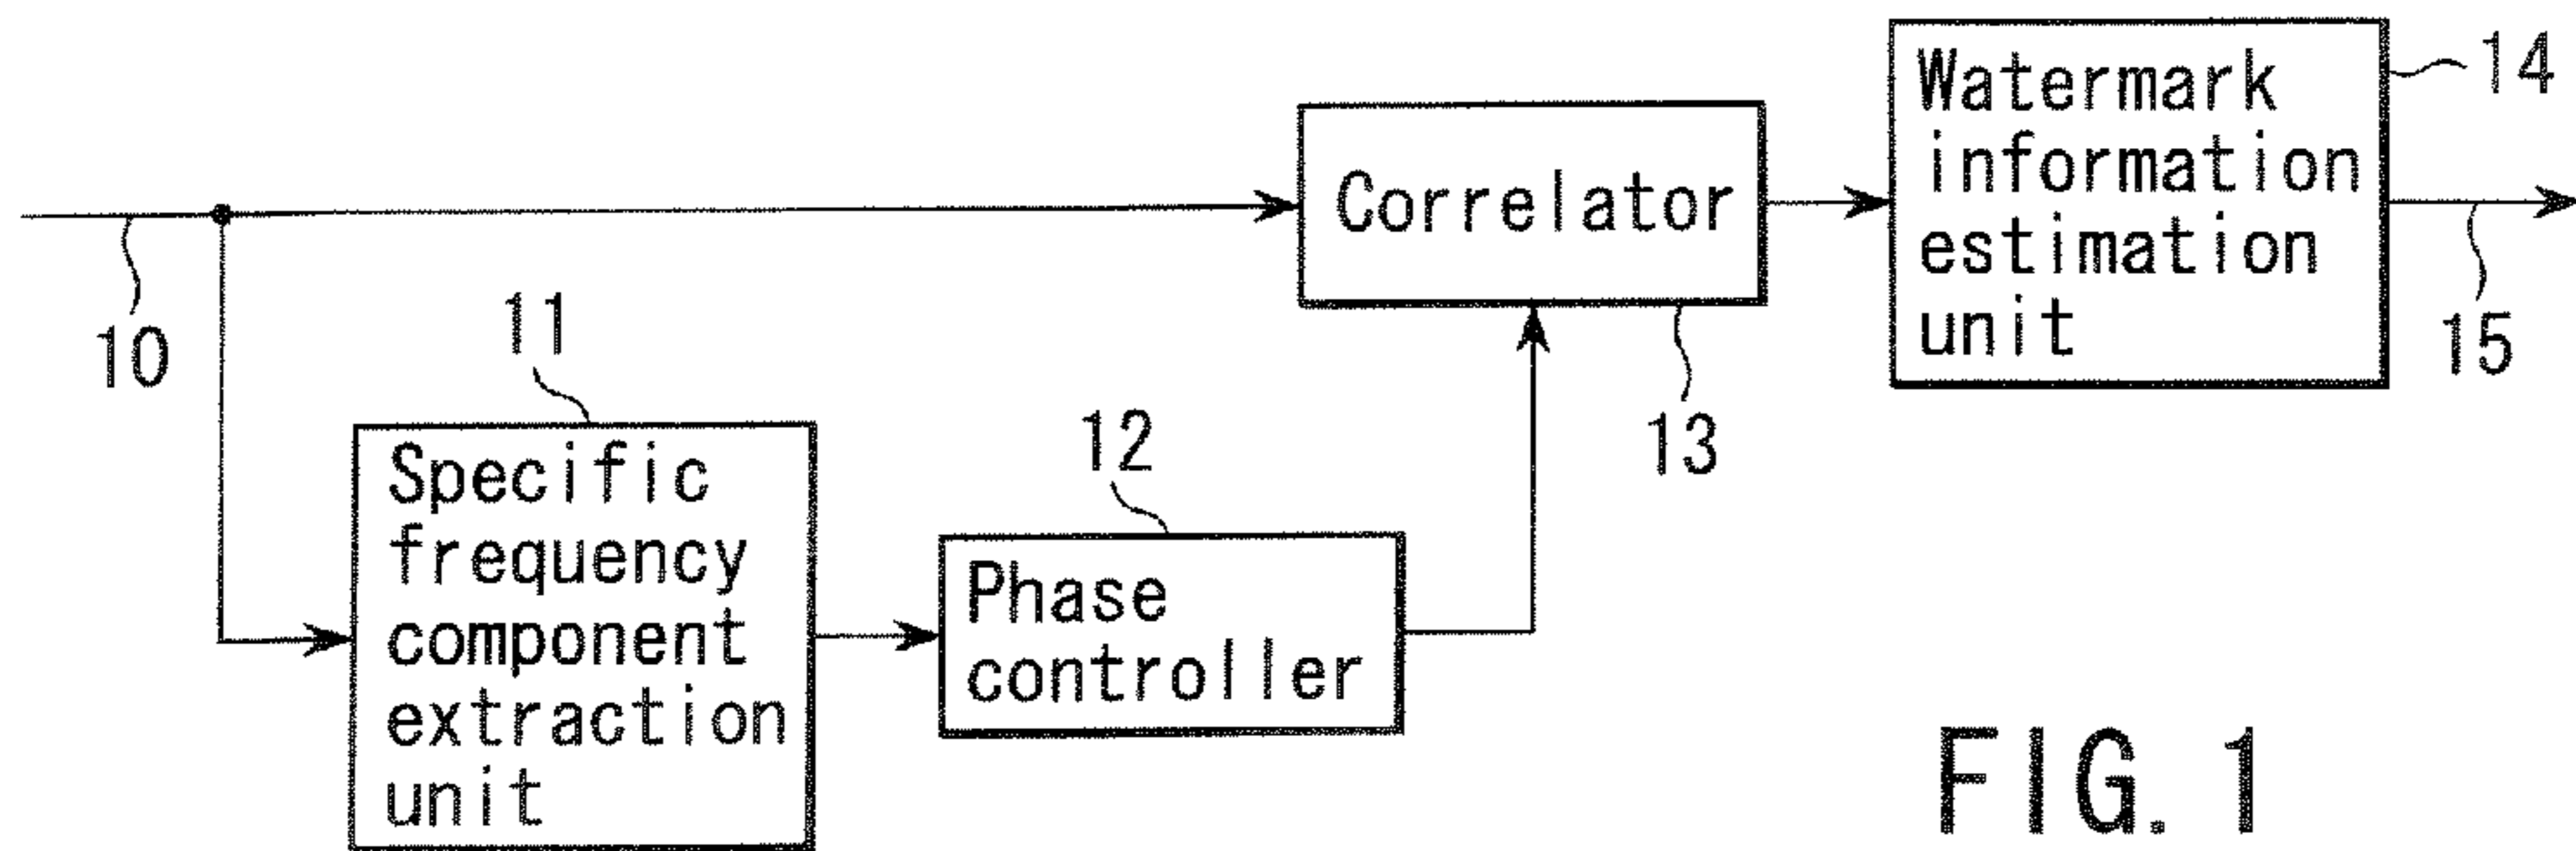 Watermark
information
estimation
unit
14
Correlator
10
11
13
15
Specific
frequency
component
extraction
unit
12
Phase
controller
FIG. 1